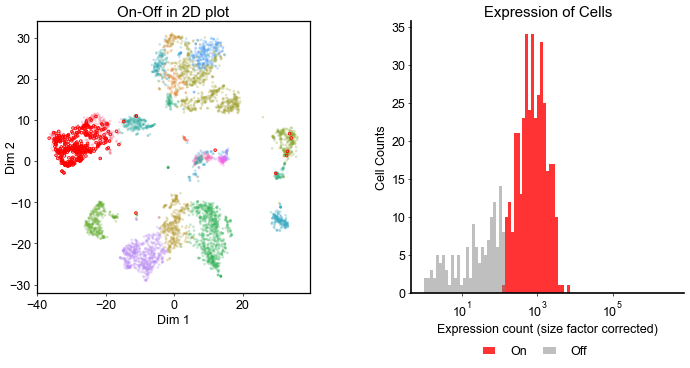 On-Off in 2D plot
Expression of Cells
30
20
10
0
−10
−20
−30
Dim 2
−40
−20
0
20
Dim 1
35
30
25
20
15
10
5
0
Cell Counts
10¹
10³
10⁵
Expression count (size factor corrected)
On
Off